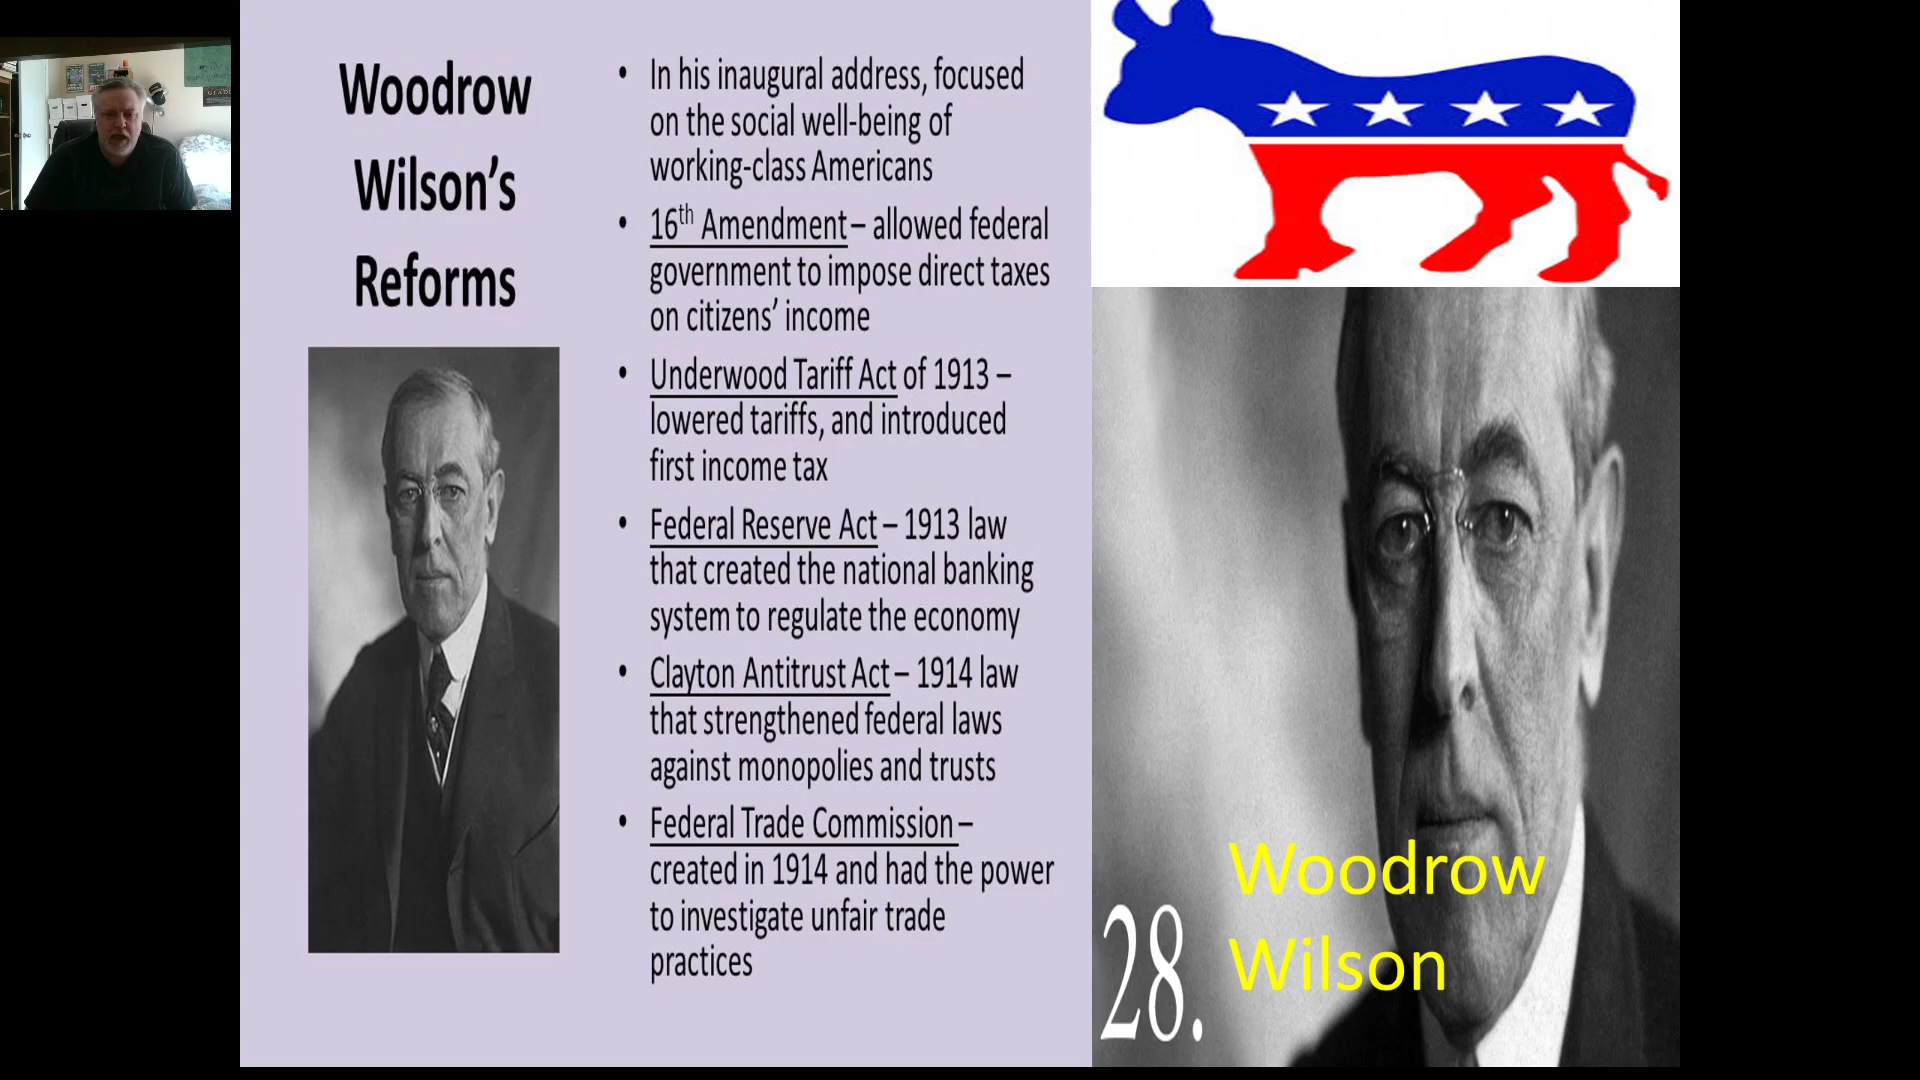 Woodrow
Wilson’s
Reforms
• In his inaugural address, focused
on the social well-being of
working-class Americans
• 16th Amendment – allowed federal
government to impose direct taxes
on citizens’ income
• Underwood Tariff Act of 1913 –
lowered tariffs, and introduced
first income tax
• Federal Reserve Act – 1913 law
that created the national banking
system to regulate the economy
• Clayton Antitrust Act – 1914 law
that strengthened federal laws
against monopolies and trusts
• Federal Trade Commission –
created in 1914 and had the power
to investigate unfair trade
practices
Woodrow
Wilson
28.